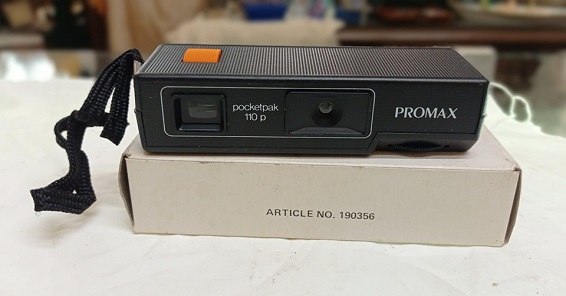 pocketpak
110 p
PROMAX
ARTICLE NO. 190356